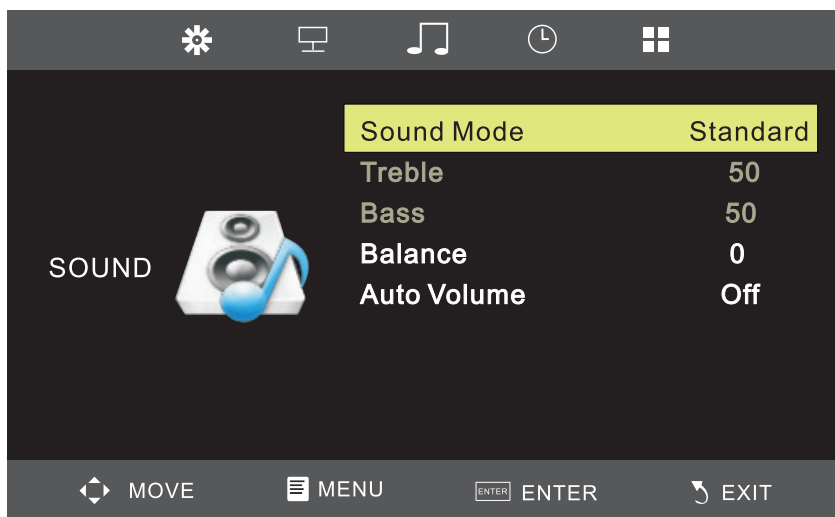 Sound Mode Standard
Treble 50
Bass 50
SOUND
Balance 0
Auto Volume Off
MOVE MENU ENTER ENTER EXIT